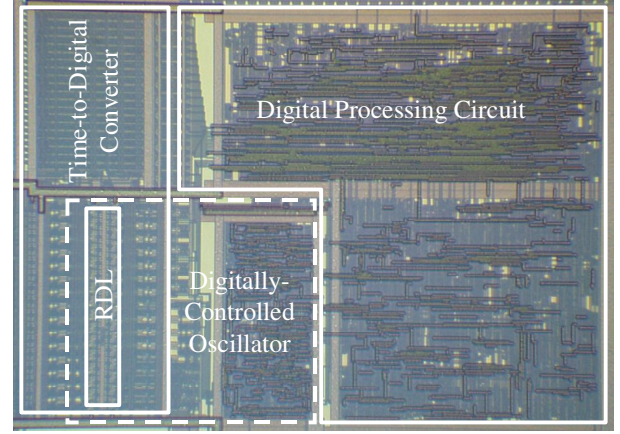 Time-to-Digital
Converter
Digital Processing Circuit
RDL
Digitally-
Controlled
Oscillator